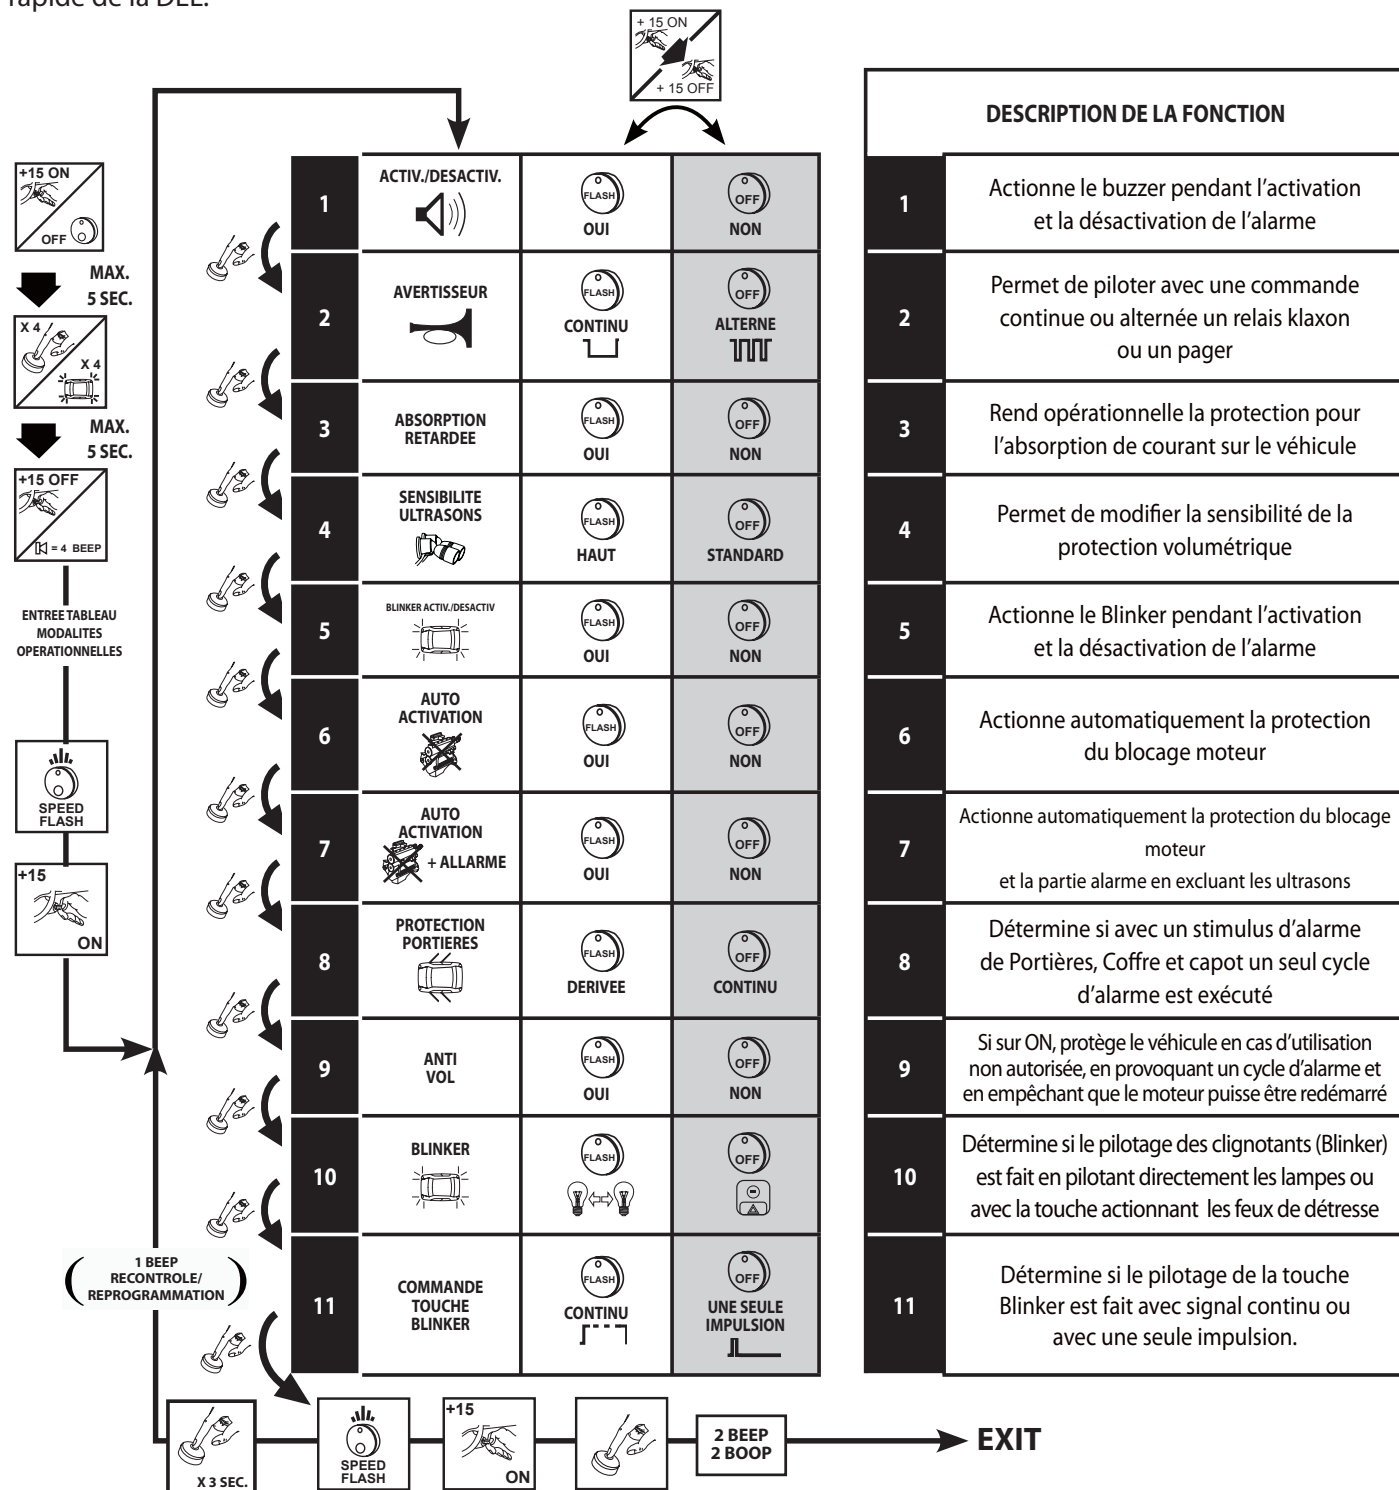 rapide de la DEL.
+ 15 ON
+ 15 OFF
+15 ON
OFF
MAX.
5 SEC.
X 4
X 4
MAX.
5 SEC.
+15 OFF
= 4 BEEP
ENTREE TABLEAU
MODALITES
OPERATIONNELLES
SPEED
FLASH
+15
ON
1
ACTIV./DESACTIV.
FLASH
OUI
OFF
NON
2
AVERTISSEUR
FLASH
CONTINU
OFF
ALTERNE
3
ABSORPTION
RETARDEE
FLASH
OUI
OFF
NON
4
SENSIBILITE
ULTRASONS
FLASH
HAUT
OFF
STANDARD
5
BLINKER ACTIV./DESACTIV
FLASH
OUI
OFF
NON
6
AUTO
ACTIVATION
FLASH
OUI
OFF
NON
7
AUTO
ACTIVATION
+ ALLARME
FLASH
OUI
OFF
NON
8
PROTECTION
PORTIERES
FLASH
DERIVEE
OFF
CONTINU
9
ANTI
VOL
FLASH
OUI
OFF
NON
10
BLINKER
FLASH
OFF
11
COMMANDE
TOUCHE
BLINKER
FLASH
CONTINU
OFF
UNE SEULE
IMPULSION
DESCRIPTION DE LA FONCTION
1
Actionne le buzzer pendant l’activation
et la désactivation de l’alarme
2
Permet de piloter avec une commande
continue ou alternée un relais klaxon
ou un pager
3
Rend opérationnelle la protection pour
l’absorption de courant sur le véhicule
4
Permet de modifier la sensibilité de la
protection volumétrique
5
Actionne le Blinker pendant l’activation
et la désactivation de l’alarme
6
Actionne automatiquement la protection
du blocage moteur
7
Actionne automatiquement la protection du blocage
moteur
et la partie alarme en excluant les ultrasons
8
Détermine si avec un stimulus d’alarme
de Portières, Coffre et capot un seul cycle
d’alarme est exécuté
9
Si sur ON, protège le véhicule en cas d’utilisation
non autorisée, en provoquant un cycle d’alarme et
en empêchant que le moteur puisse être redémarré
10
Détermine si le pilotage des clignotants (Blinker)
est fait en pilotant directement les lampes ou
avec la touche actionnant les feux de détresse
11
Détermine si le pilotage de la touche
Blinker est fait avec signal continu ou
avec une seule impulsion.
( 1 BEEP
RECONTROLE/
REPROGRAMMATION )
X 3 SEC.
SPEED
FLASH
+15
ON
2 BEEP
2 BOOP
EXIT